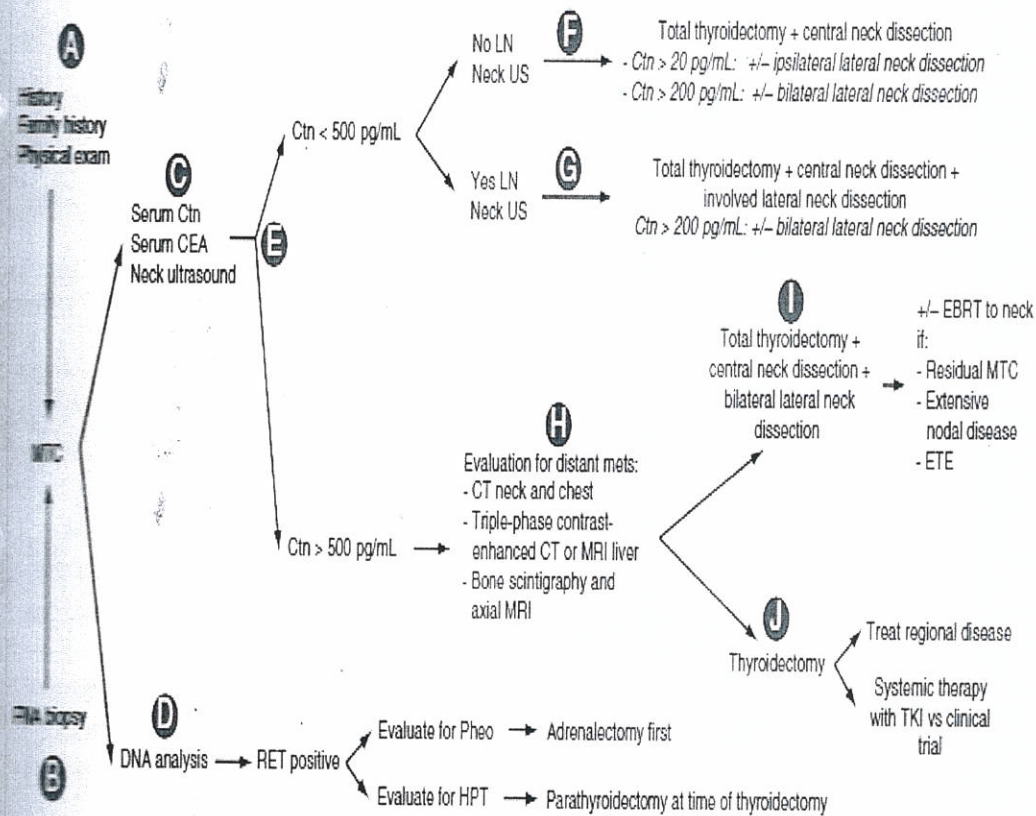 A
History
Family history
Physical exam
MTC
FNA biopsy
B
C
Serum Ctn
Serum CEA
Neck ultrasound
E
Ctn < 500 pg/mL
No LN
Neck US
F
Total thyroidectomy + central neck dissection
- Ctn > 20 pg/mL: +/– ipsilateral lateral neck dissection
- Ctn > 200 pg/mL: +/– bilateral lateral neck dissection
Yes LN
Neck US
G
Total thyroidectomy + central neck dissection +
involved lateral neck dissection
Ctn > 200 pg/mL: +/– bilateral lateral neck dissection
Ctn > 500 pg/mL
H
Evaluation for distant mets:
- CT neck and chest
- Triple-phase contrast-
enhanced CT or MRI liver
- Bone scintigraphy and
axial MRI
I
Total thyroidectomy +
central neck dissection +
bilateral lateral neck
dissection
+/– EBRT to neck
if:
- Residual MTC
- Extensive
nodal disease
- ETE
J
Thyroidectomy
Treat regional disease
Systemic therapy
with TKI vs clinical
trial
D
DNA analysis
RET positive
Evaluate for Pheo
Adrenalectomy first
Evaluate for HPT
Parathyroidectomy at time of thyroidectomy